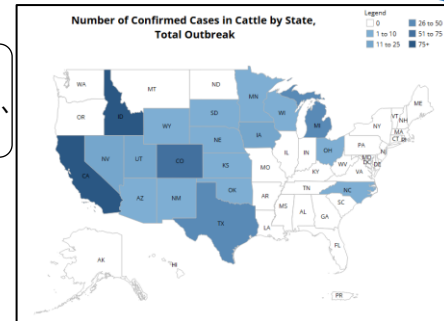 Number of Confirmed Cases in Cattle by State,
Total Outbreak
Legend
0
1 to 10
11 to 25
26 to 50
51 to 75
75+
WA
MT
ND
MN
ME
OR
ID
WY
SD
WI
MI
VT
NH
NY
MA
CT
NV
UT
CO
NE
IA
IL
IN
OH
PA
NJ
MD
DE
DC
WV
VA
CA
KS
MO
KY
NC
AZ
NM
OK
AR
TN
SC
TX
LA
MS
AL
GA
FL
AK
HI
PR